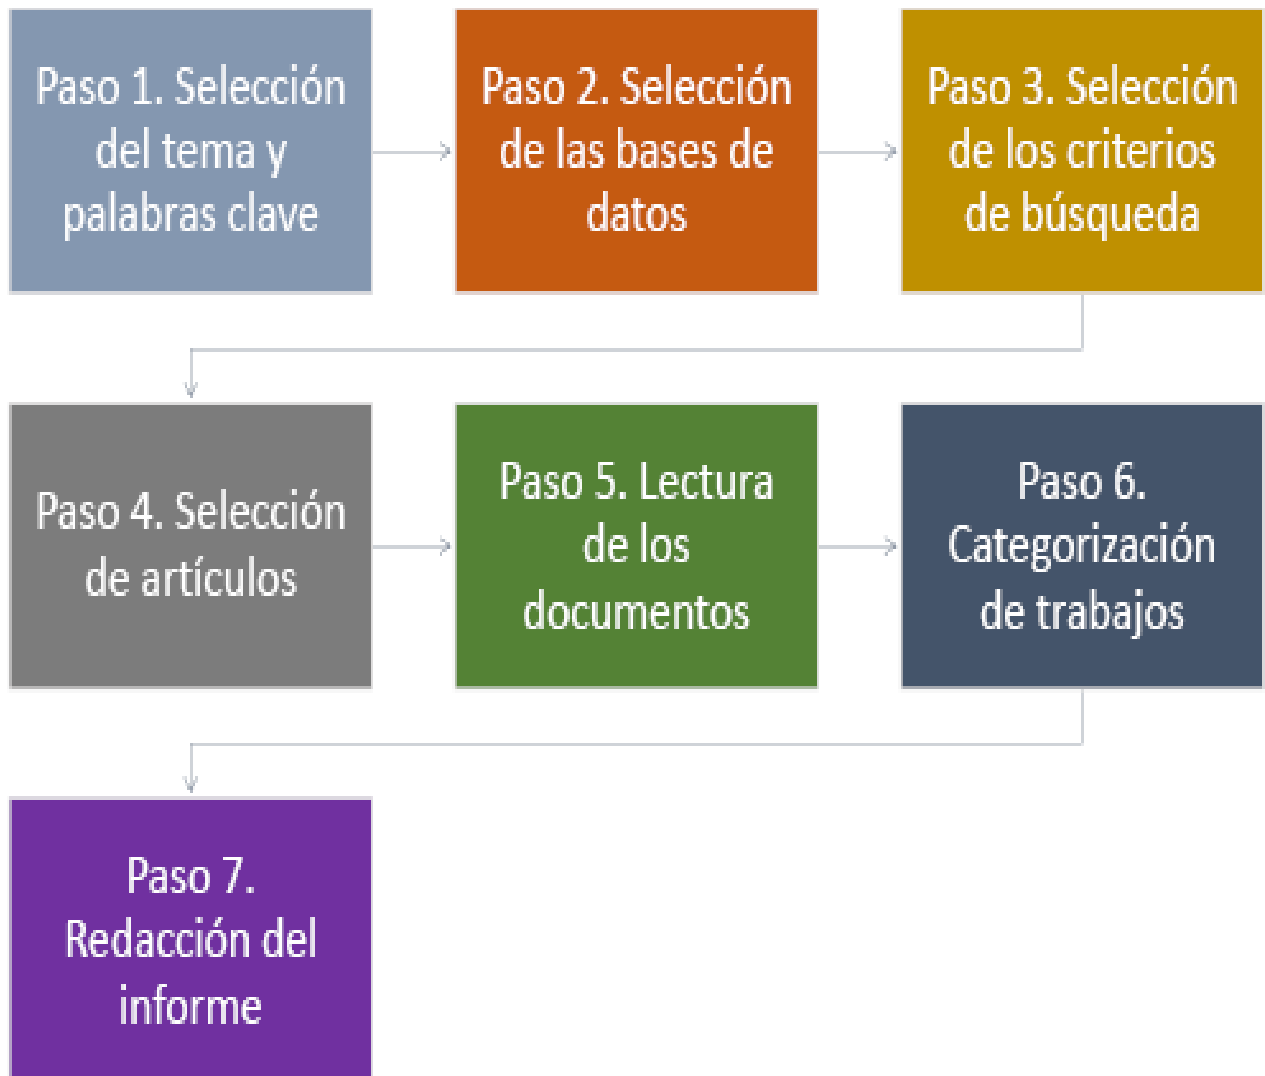 Paso 1. Selección
del tema y
palabras clave
Paso 2. Selección
de las bases de
datos
Paso 3. Selección
de los criterios
de búsqueda
Paso 4. Selección
de artículos
Paso 5. Lectura
de los
documentos
Paso 6.
Categorización
de trabajos
Paso 7.
Redacción del
informe